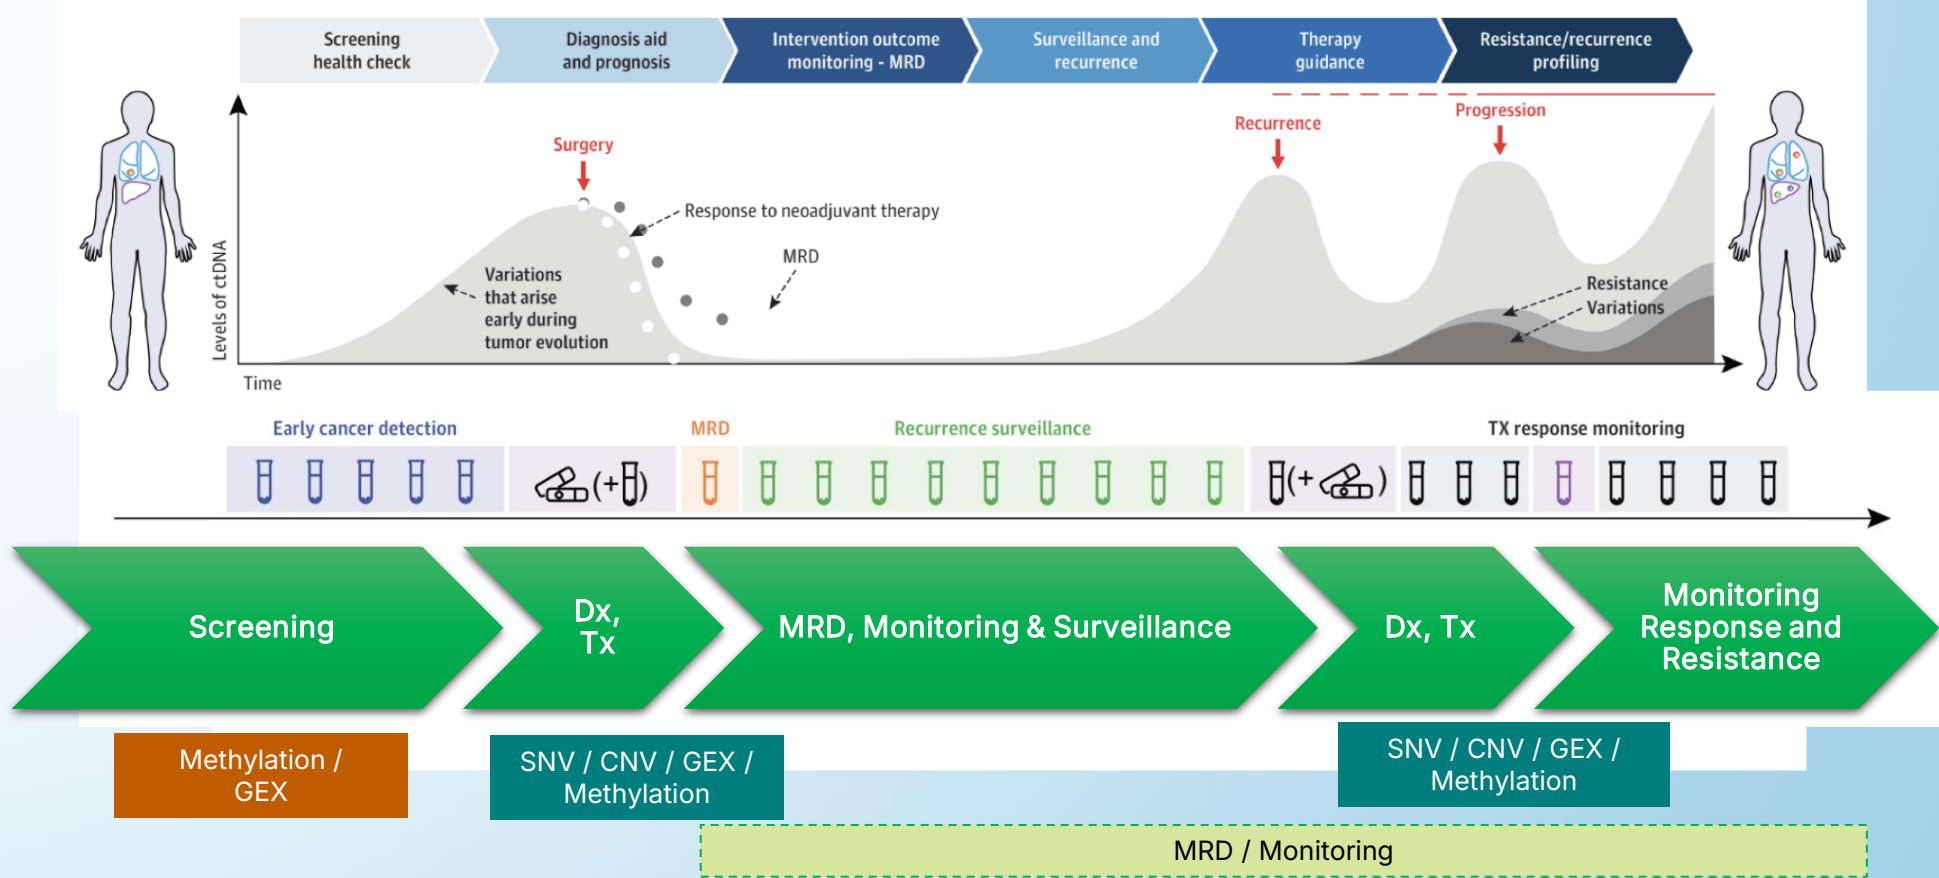 Screening
health check
Diagnosis aid
and prognosis
Intervention outcome
monitoring - MRD
Surveillance and
recurrence
Therapy
guidance
Resistance/recurrence
profiling
Surgery
Recurrence
Progression
Response to neoadjuvant therapy
MRD
Variations
that arise
early during
tumor evolution
Resistance
Variations
Levels of ctDNA
Time
Early cancer detection
MRD
Recurrence surveillance
TX response monitoring
(+ )
(+ )
Screening
Dx,
Tx
MRD, Monitoring & Surveillance
Dx, Tx
Monitoring
Response and
Resistance
Methylation /
GEX
SNV / CNV / GEX /
Methylation
SNV / CNV / GEX /
Methylation
MRD / Monitoring